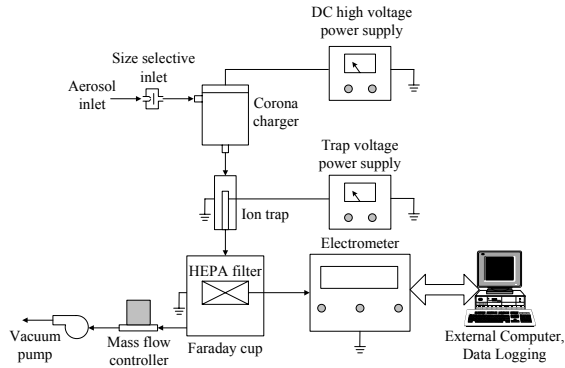 DC high voltage
power supply
Size selective
inlet
Aerosol
inlet
Corona
charger
Trap voltage
power supply
Ion trap
Electrometer
HEPA filter
Vacuum
pump
Mass flow
controller
Faraday cup
External Computer,
Data Logging